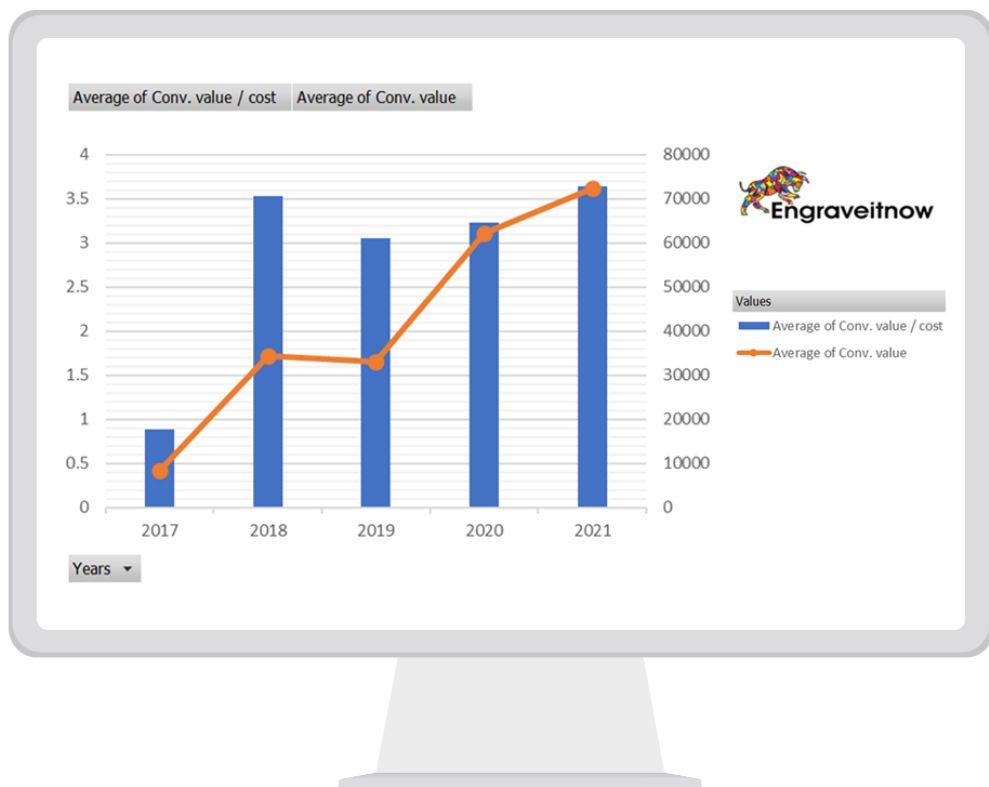 Average of Conv. value / cost Average of Conv. value
4 80000
3.5 70000
3 60000
2.5 50000
2 40000
1.5 30000
1 20000
0.5 10000
0 0
2017 2018 2019 2020 2021
Years
Engraveitnow
Values
Average of Conv. value / cost
Average of Conv. value